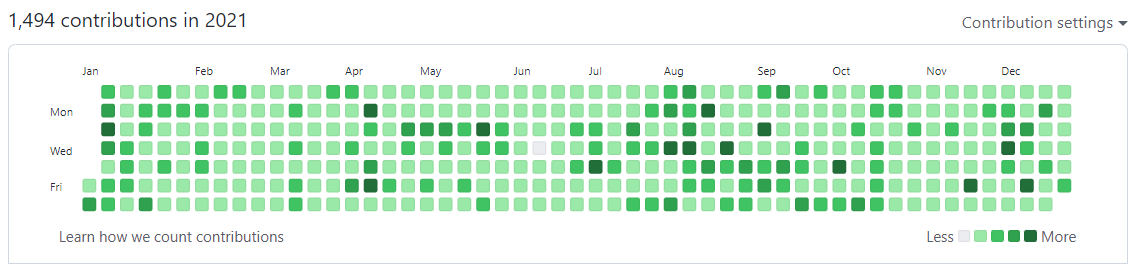 1,494 contributions in 2021
Contribution settings
Jan Feb Mar Apr May Jun Jul Aug Sep Oct Nov Dec
Mon
Wed
Fri
Learn how we count contributions
Less More